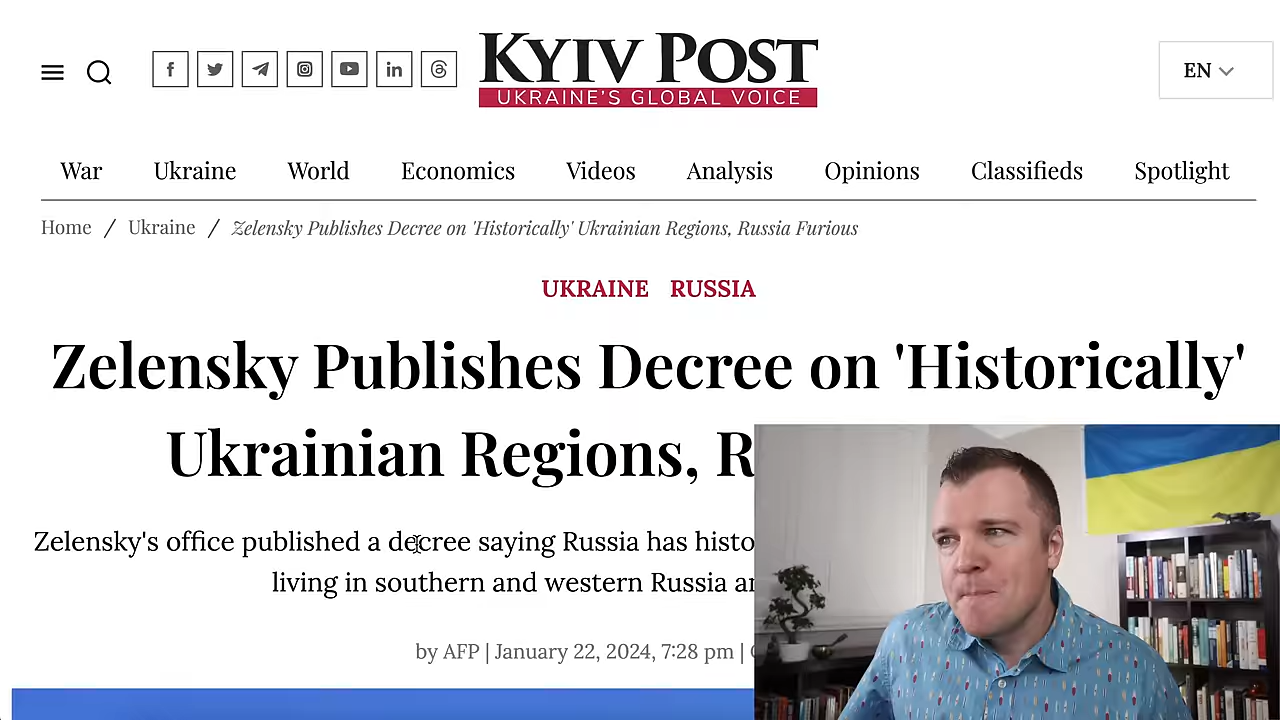 KYIV POST
UKRAINE'S GLOBAL VOICE
EN
War Ukraine World Economics Videos Analysis Opinions Classifieds Spotlight
Home / Ukraine / Zelensky Publishes Decree on 'Historically' Ukrainian Regions, Russia Furious
UKRAINE RUSSIA
Zelensky Publishes Decree on 'Historically'
Ukrainian Regions, R
Zelensky's office published a decree saying Russia has histo
living in southern and western Russia
by AFP | January 22, 2024, 7:28 pm |